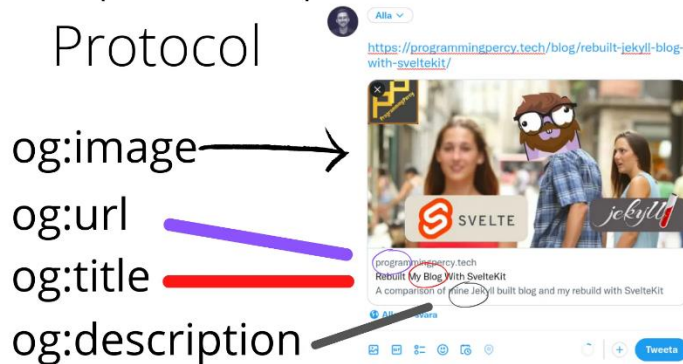 Protocol
og:image
og:url
og:title
og:description
Alla
https://programmingpercy.tech/blog/rebuilt-jekyll-blog-
with-sveltekit/
ProgrammingPercy
SVELTE
jekyll
programmingpercy.tech
Rebuilt My Blog With SvelteKit
A comparison of mine Jekyll built blog and my rebuild with SvelteKit
GIF
Tweeta